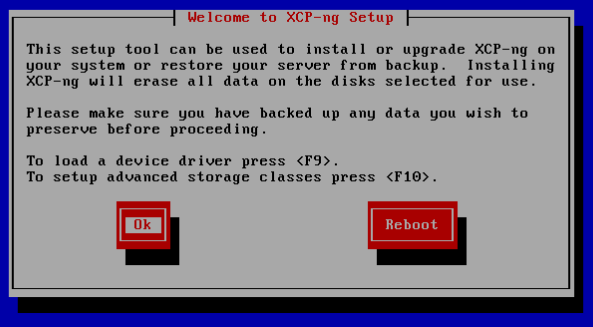 Welcome to XCP-ng Setup
This setup tool can be used to install or upgrade XCP-ng on
your system or restore your server from backup.  Installing
XCP-ng will erase all data on the disks selected for use.
Please make sure you have backed up any data you wish to
preserve before proceeding.
To load a device driver press <F9>.
To setup advanced storage classes press <F10>.
Ok
Reboot